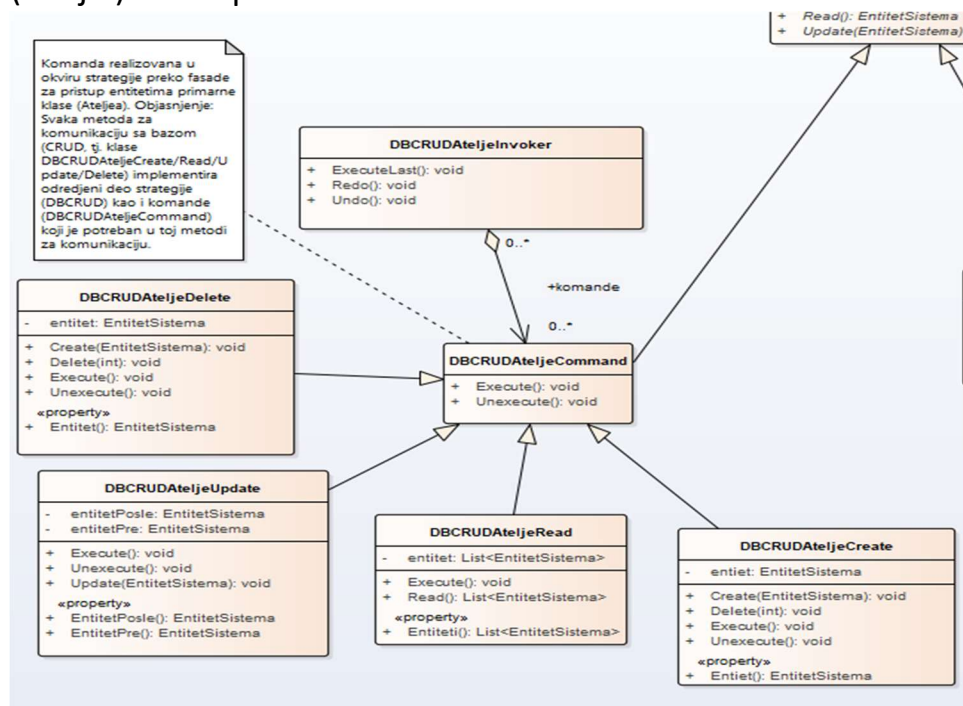 + Read(): EntitetSistema
+ Update(EntitetSistema)
Komanda realizovana u
okviru strategije preko fasade
za pristup entitetima primarne
klase (Ateljea). Objasnjenje:
Svaka metoda za
komunikaciju sa bazom
(CRUD, tj. klase
DBCRUDAteljeCreate/Read/U
pdate/Delete) implementira
odredjeni deo strategije
(DBCRUD) kao i komande
(DBCRUDAteljeCommand)
koji je potreban u toj metodi
za komunikaciju.
DBCRUDAteljeInvoker
+ ExecuteLast(): void
+ Redo(): void
+ Undo(): void
0..*
+komande
0..*
DBCRUDAteljeDelete
- entitet: EntitetSistema
+ Create(EntitetSistema): void
+ Delete(int): void
+ Execute(): void
+ Unexecute(): void
«property»
+ Entitet(): EntitetSistema
DBCRUDAteljeCommand
+ Execute(): void
+ Unexecute(): void
DBCRUDAteljeUpdate
- entitetPosle: EntitetSistema
- entitetPre: EntitetSistema
+ Execute(): void
+ Unexecute(): void
+ Update(EntitetSistema): void
«property»
+ EntitetPosle(): EntitetSistema
+ EntitetPre(): EntitetSistema
DBCRUDAteljeRead
- entitet: List<EntitetSistema>
+ Execute(): void
+ Read(): List<EntitetSistema>
«property»
+ Entiteti(): List<EntitetSistema>
DBCRUDAteljeCreate
- entiet: EntitetSistema
+ Create(EntitetSistema): void
+ Delete(int): void
+ Execute(): void
+ Unexecute(): void
«property»
+ Entiet(): EntitetSistema